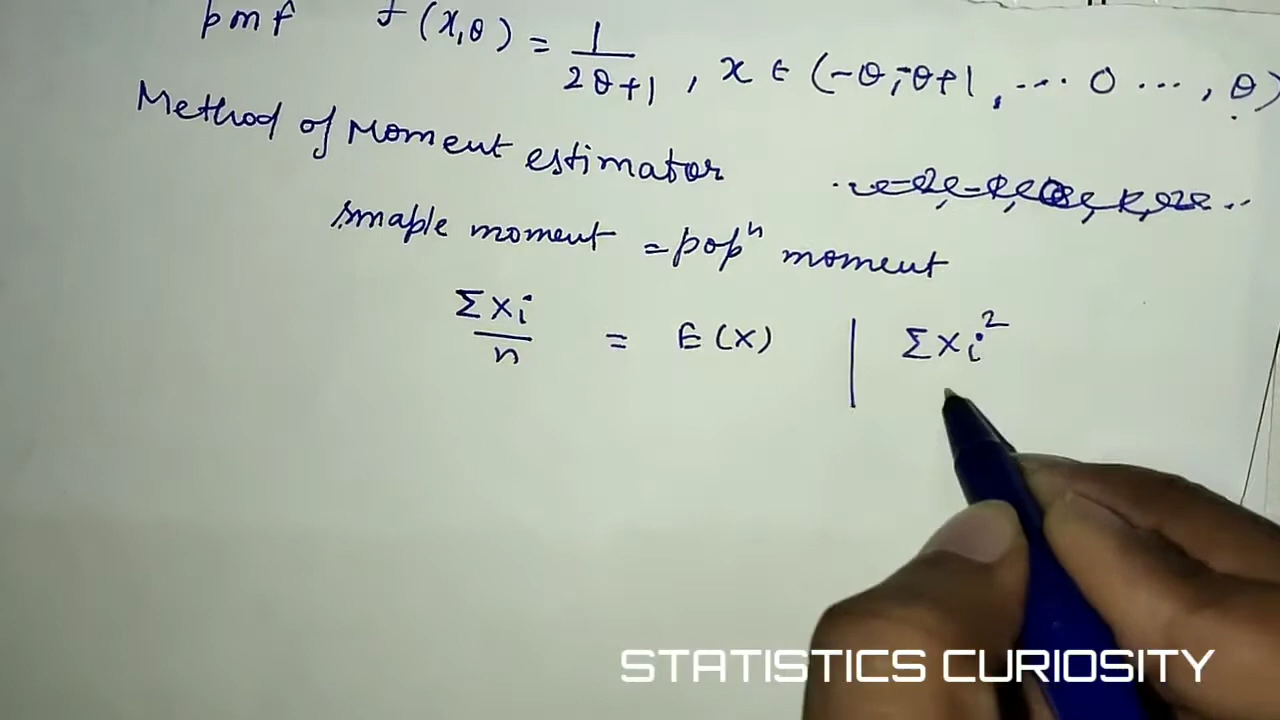 pmf f(x,θ) = 1/2θ+1 , x ∈ (-θ,-θ+1, ... 0 ..., θ)
Method of Moment estimator
smaple moment = popⁿ moment
ΣXi/n = E(X) | ΣXi²
STATISTICS CURIOSITY